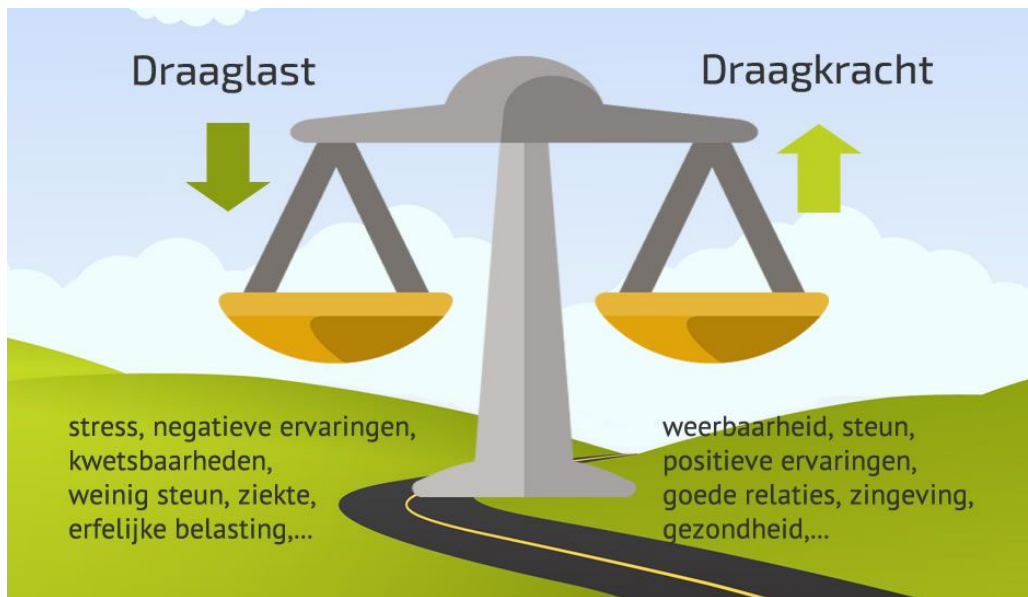 Draaglast
Draagkracht
stress, negatieve ervaringen,
kwetsbaarheden,
weinig steun, ziekte,
erfelijke belasting,...
weerbaarheid, steun,
positieve ervaringen,
goede relaties, zingeving,
gezondheid,...